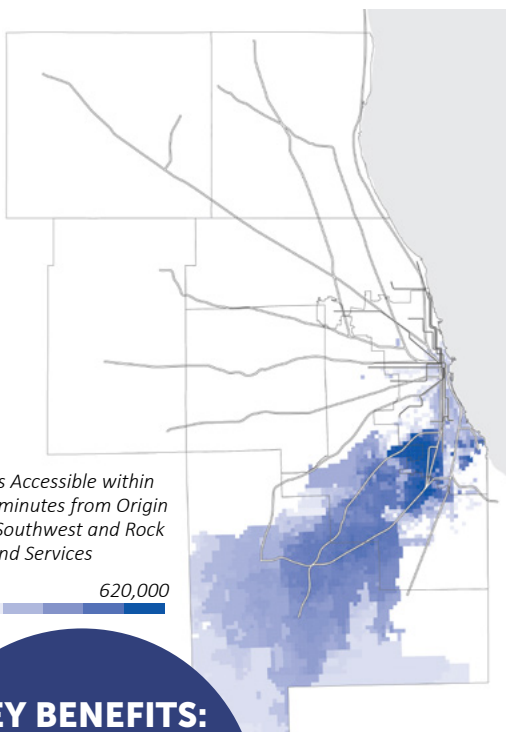 s Accessible within
minutes from Origin
Southwest and Rock
nd Services
620,000
EY BENEFITS: